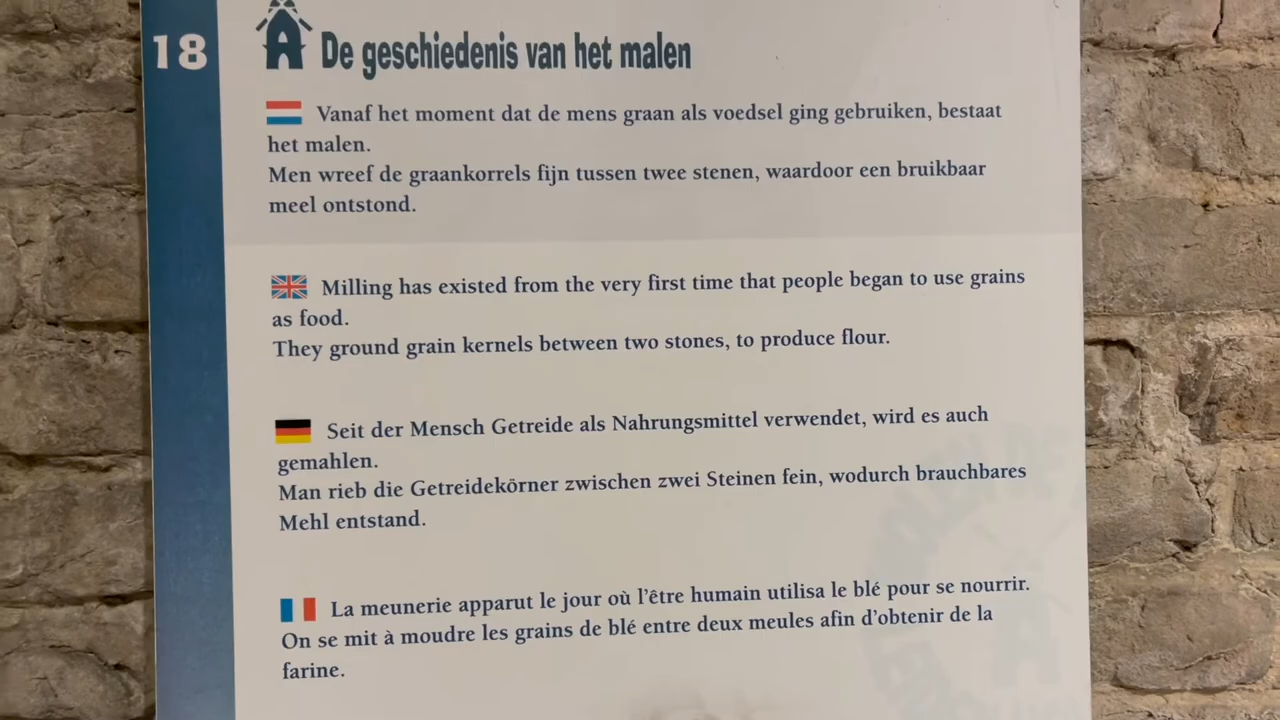 18
De geschiedenis van het malen
Vanaf het moment dat de mens graan als voedsel ging gebruiken, bestaat
het malen.
Men wreef de graankorrels fijn tussen twee stenen, waardoor een bruikbaar
meel ontstond.
Milling has existed from the very first time that people began to use grains
as food.
They ground grain kernels between two stones, to produce flour.
Seit der Mensch Getreide als Nahrungsmittel verwendet, wird es auch
gemahlen.
Man rieb die Getreidekörner zwischen zwei Steinen fein, wodurch brauchbares
Mehl entstand.
La meunerie apparut le jour où l'être humain utilisa le blé pour se nourrir.
On se mit à moudre les grains de blé entre deux meules afin d'obtenir de la
farine.